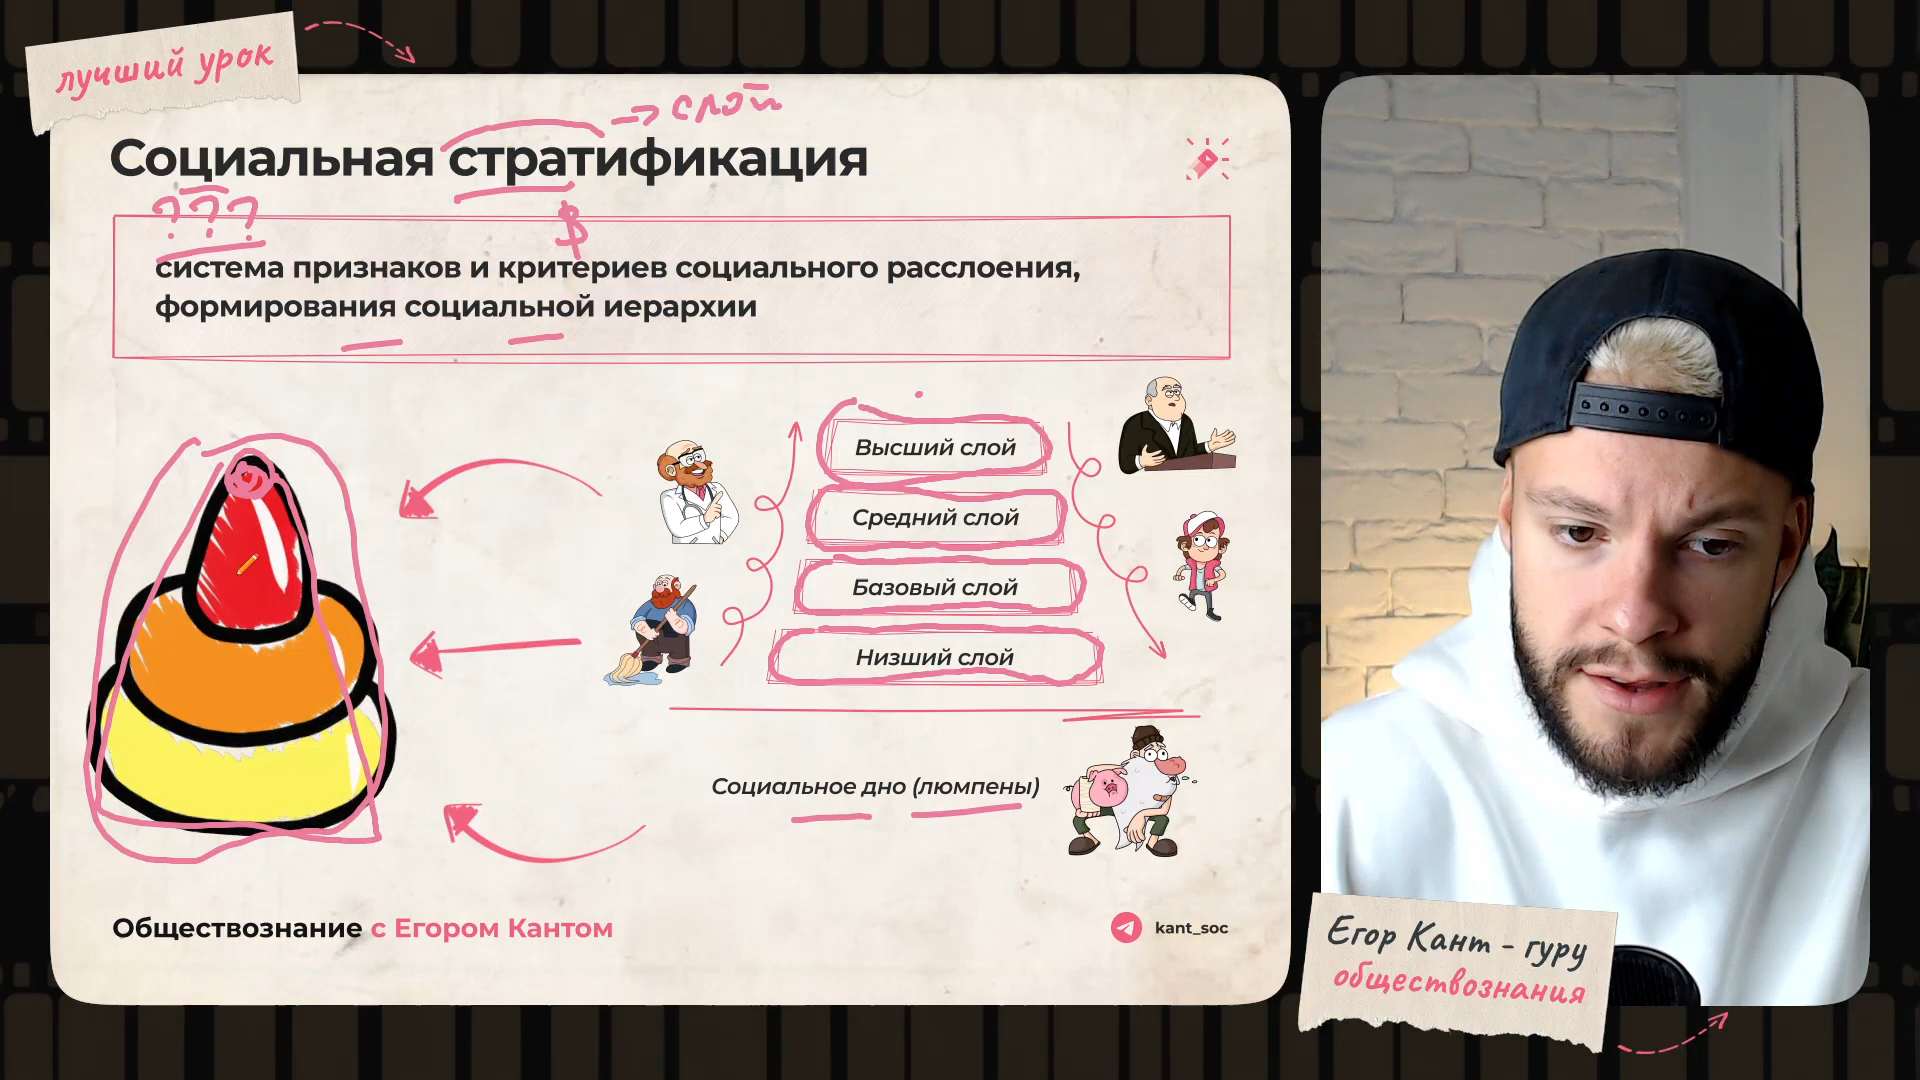 лучший урок
→ слой
Социальная стратификация
???
$
система признаков и критериев социального расслоения,
формирования социальной иерархии
Высший слой
Средний слой
Базовый слой
Низший слой
Социальное дно (люмпены)
Обществознание с Егором Кантом
kant_soc
Егор Кант - гуру
обществознания